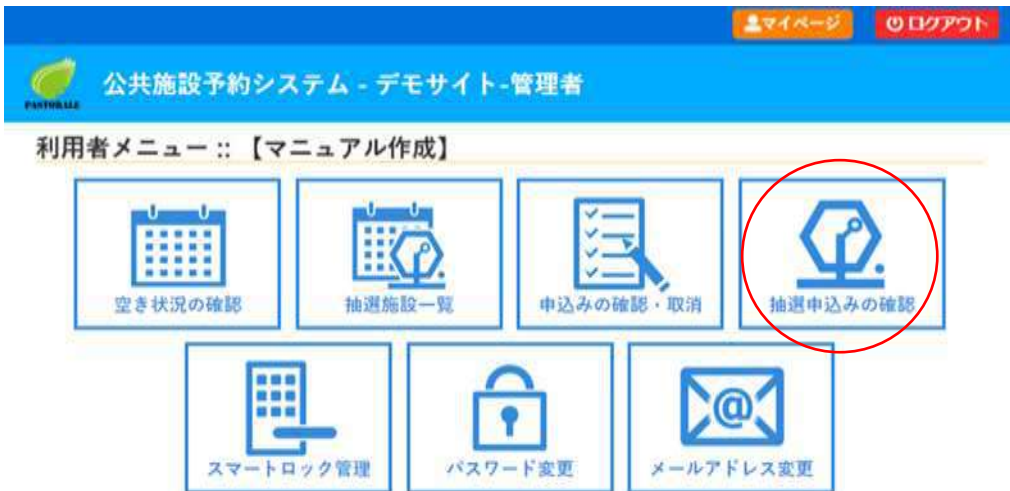 マイページ ログアウト
PASTORALE
公共施設予約システム - デモサイト-管理者
利用者メニュー :: 【マニュアル作成】
空き状況の確認 抽選施設一覧 申込みの確認・取消 抽選申込みの確認
スマートロック管理 パスワード変更 メールアドレス変更